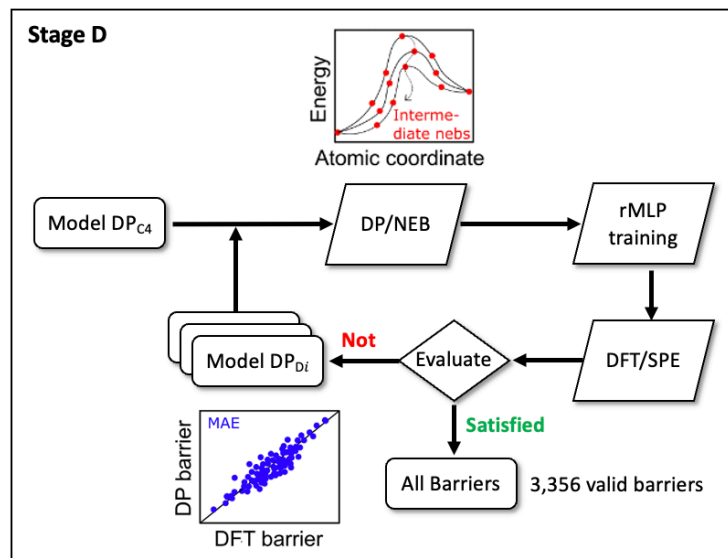 Stage D
Energy
Interme-
diate nebs
Atomic coordinate
Model DPC4
DP/NEB
rMLP
training
Not
Model DPDi
Evaluate
DFT/SPE
Satisfied
MAE
DP barrier
DFT barrier
All Barriers
3,356 valid barriers